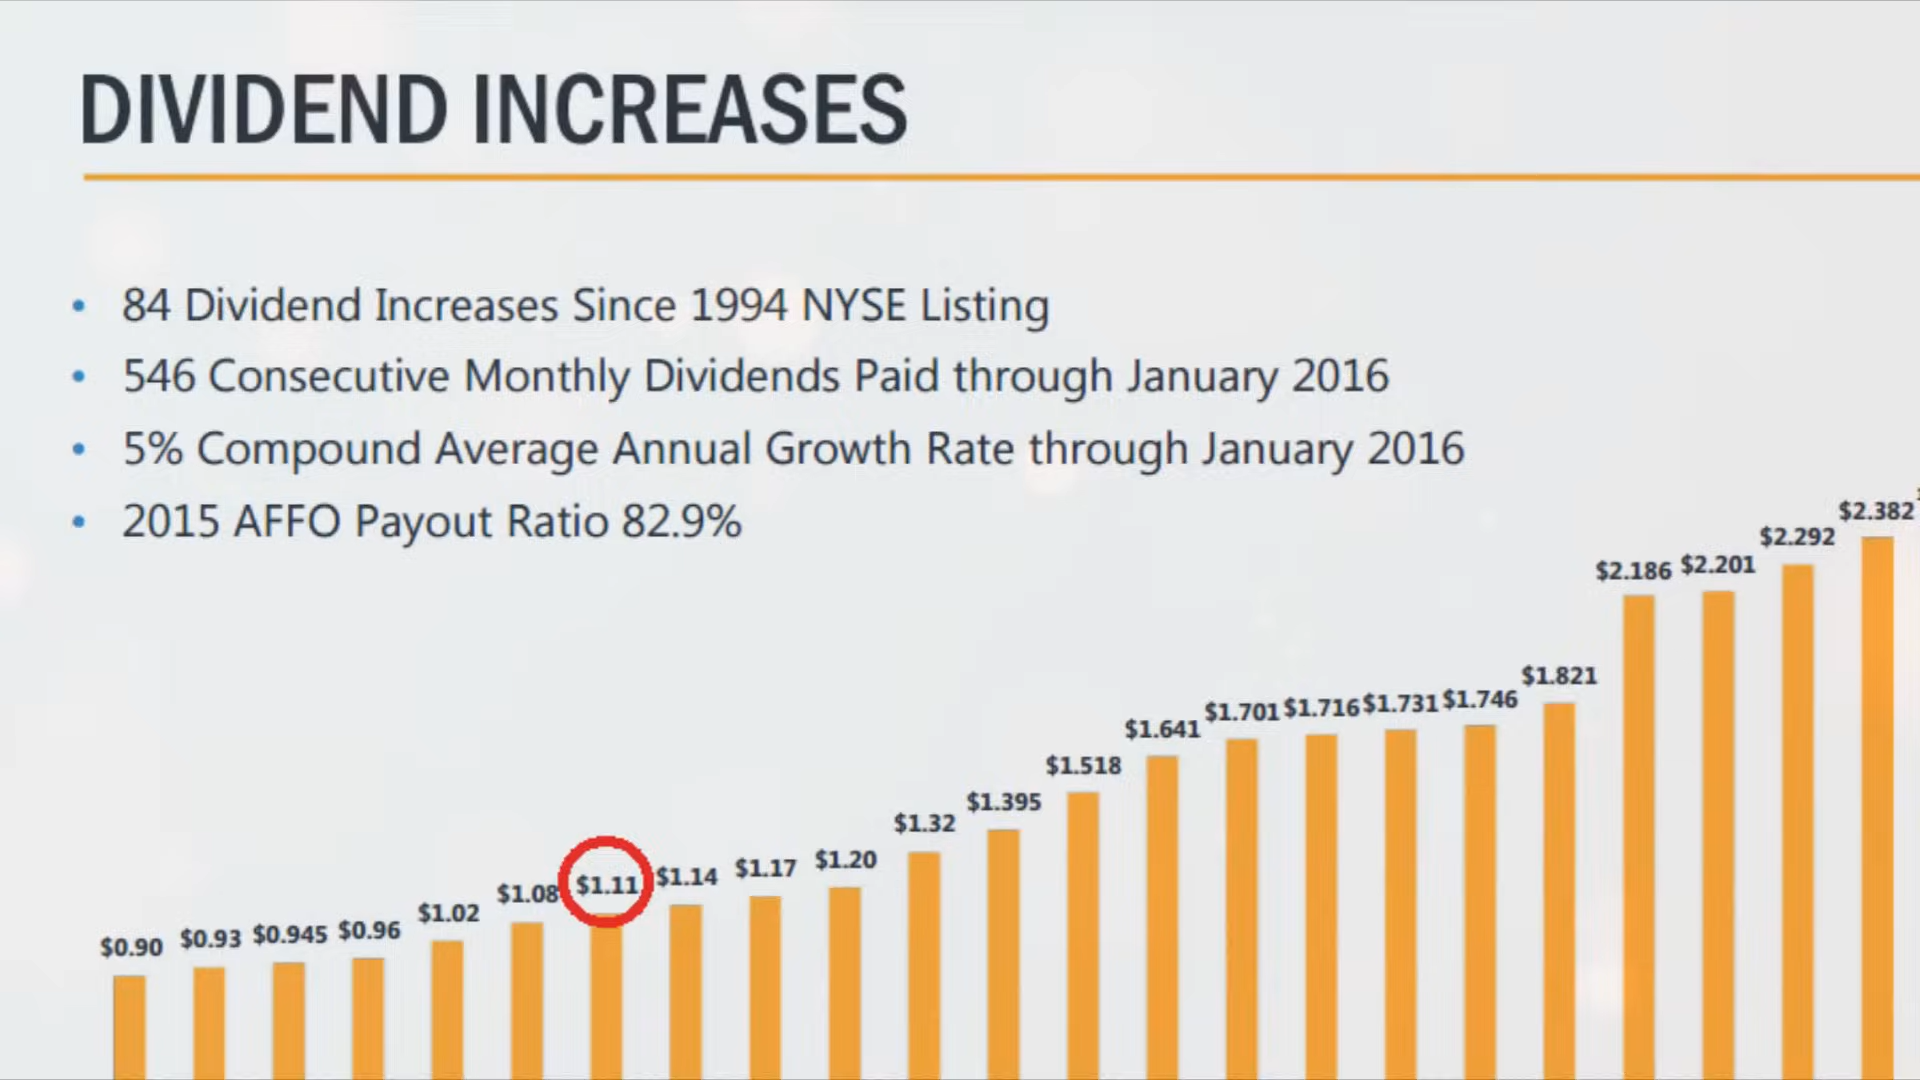 DIVIDEND INCREASES
• 84 Dividend Increases Since 1994 NYSE Listing
• 546 Consecutive Monthly Dividends Paid through January 2016
• 5% Compound Average Annual Growth Rate through January 2016
• 2015 AFFO Payout Ratio 82.9%
$0.90 $0.93 $0.945 $0.96 $1.02 $1.08 $1.11 $1.14 $1.17 $1.20 $1.32 $1.395 $1.518 $1.641 $1.701 $1.716 $1.731 $1.746 $1.821 $2.186 $2.201 $2.292 $2.382